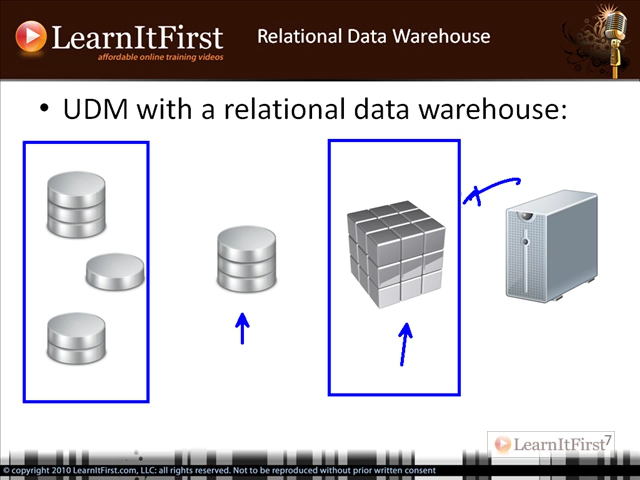 LearnItFirst
affordable online training videos
Relational Data Warehouse
• UDM with a relational data warehouse:
LearnItFirst
7
© copyright 2010 LearnItFirst.com, LLC: all rights reserved. Not to be reproduced without prior written consent